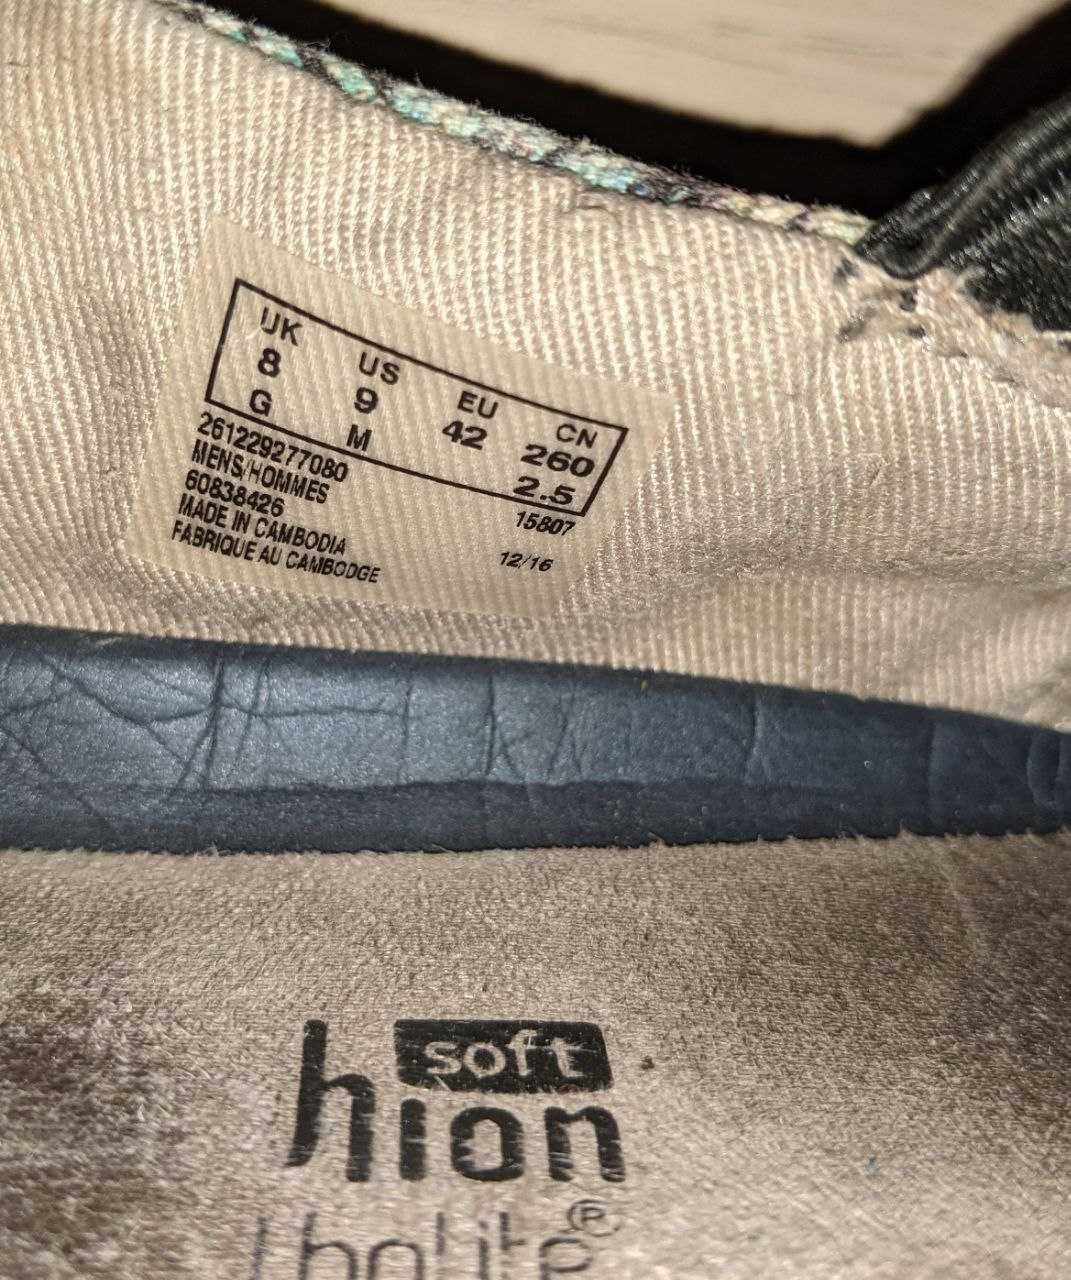 UK US EU CN
8 9 42 260
G M 2.5
261229277080
MENS/HOMMES
60838426 15807
MADE IN CAMBODIA
FABRIQUE AU CAMBODGE 12/16
soft
hion